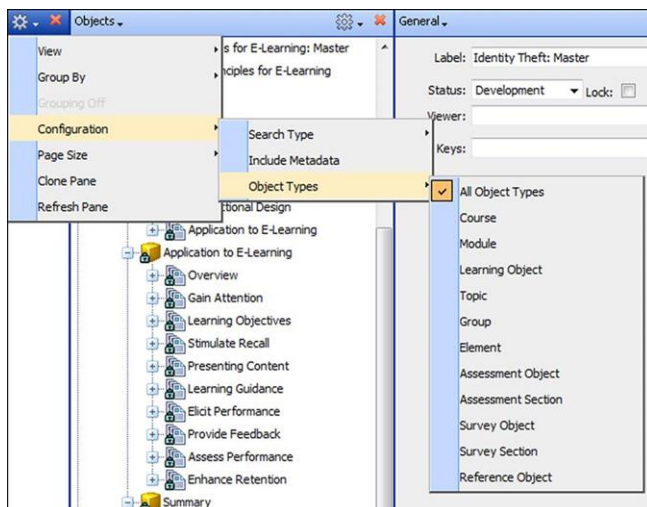 Objects
General
View
Group By
Grouping Off
Configuration
Page Size
Clone Pane
Refresh Pane
s for E-Learning: Master
nciples for E-Learning
Search Type
Include Metadata
Object Types
All Object Types
Course
Module
Learning Object
Topic
Group
Element
Assessment Object
Assessment Section
Survey Object
Survey Section
Reference Object
Label: Identity Theft: Master
Status: Development Lock:
Viewer:
Keys:
ctional Design
Application to E-Learning
Application to E-Learning
Overview
Gain Attention
Learning Objectives
Stimulate Recall
Presenting Content
Learning Guidance
Elicit Performance
Provide Feedback
Assess Performance
Enhance Retention
Summary